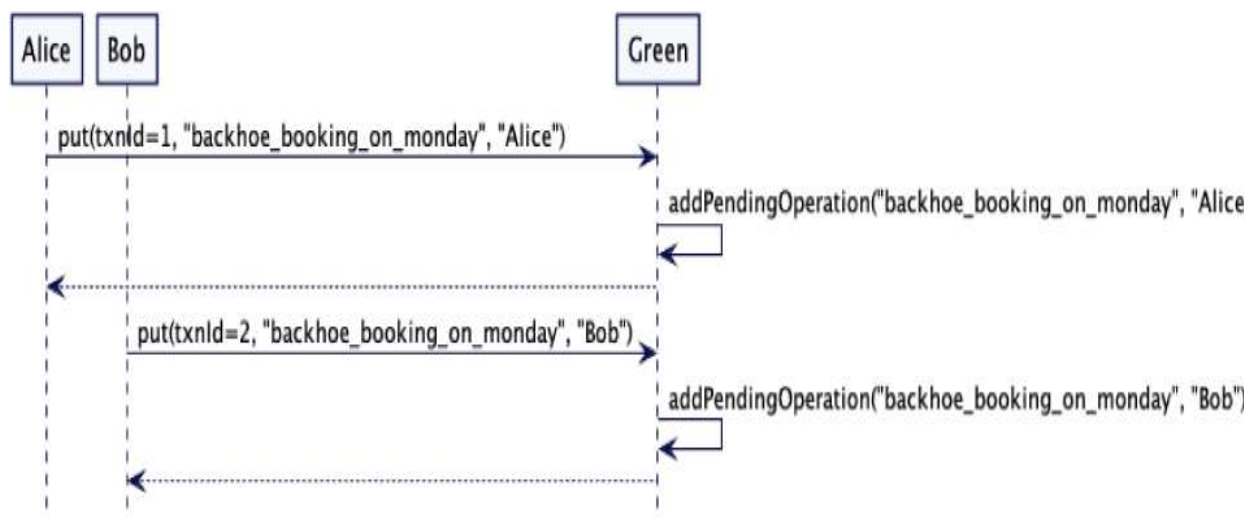 Alice
Bob
Green
put(txnId=1, "backhoe_booking_on_monday", "Alice")
addPendingOperation("backhoe_booking_on_monday", "Alice
put(txnId=2, "backhoe_booking_on_monday", "Bob")
addPendingOperation("backhoe_booking_on_monday", "Bob")